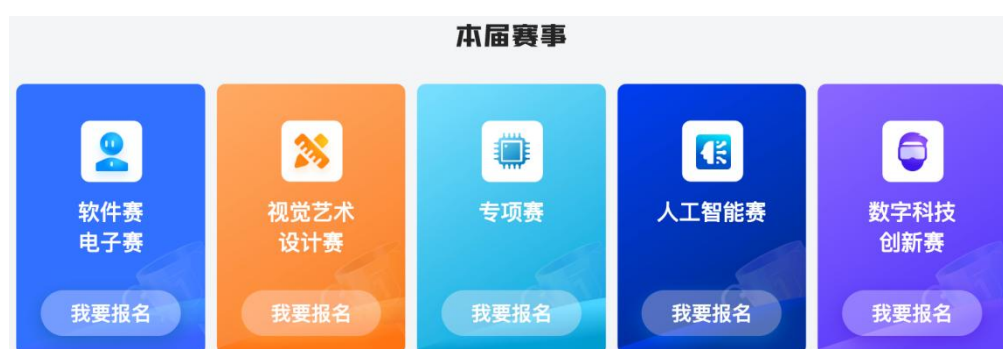 本届赛事
软件赛
电子赛
我要报名
视觉艺术
设计赛
我要报名
专项赛
我要报名
人工智能赛
我要报名
数字科技
创新赛
我要报名